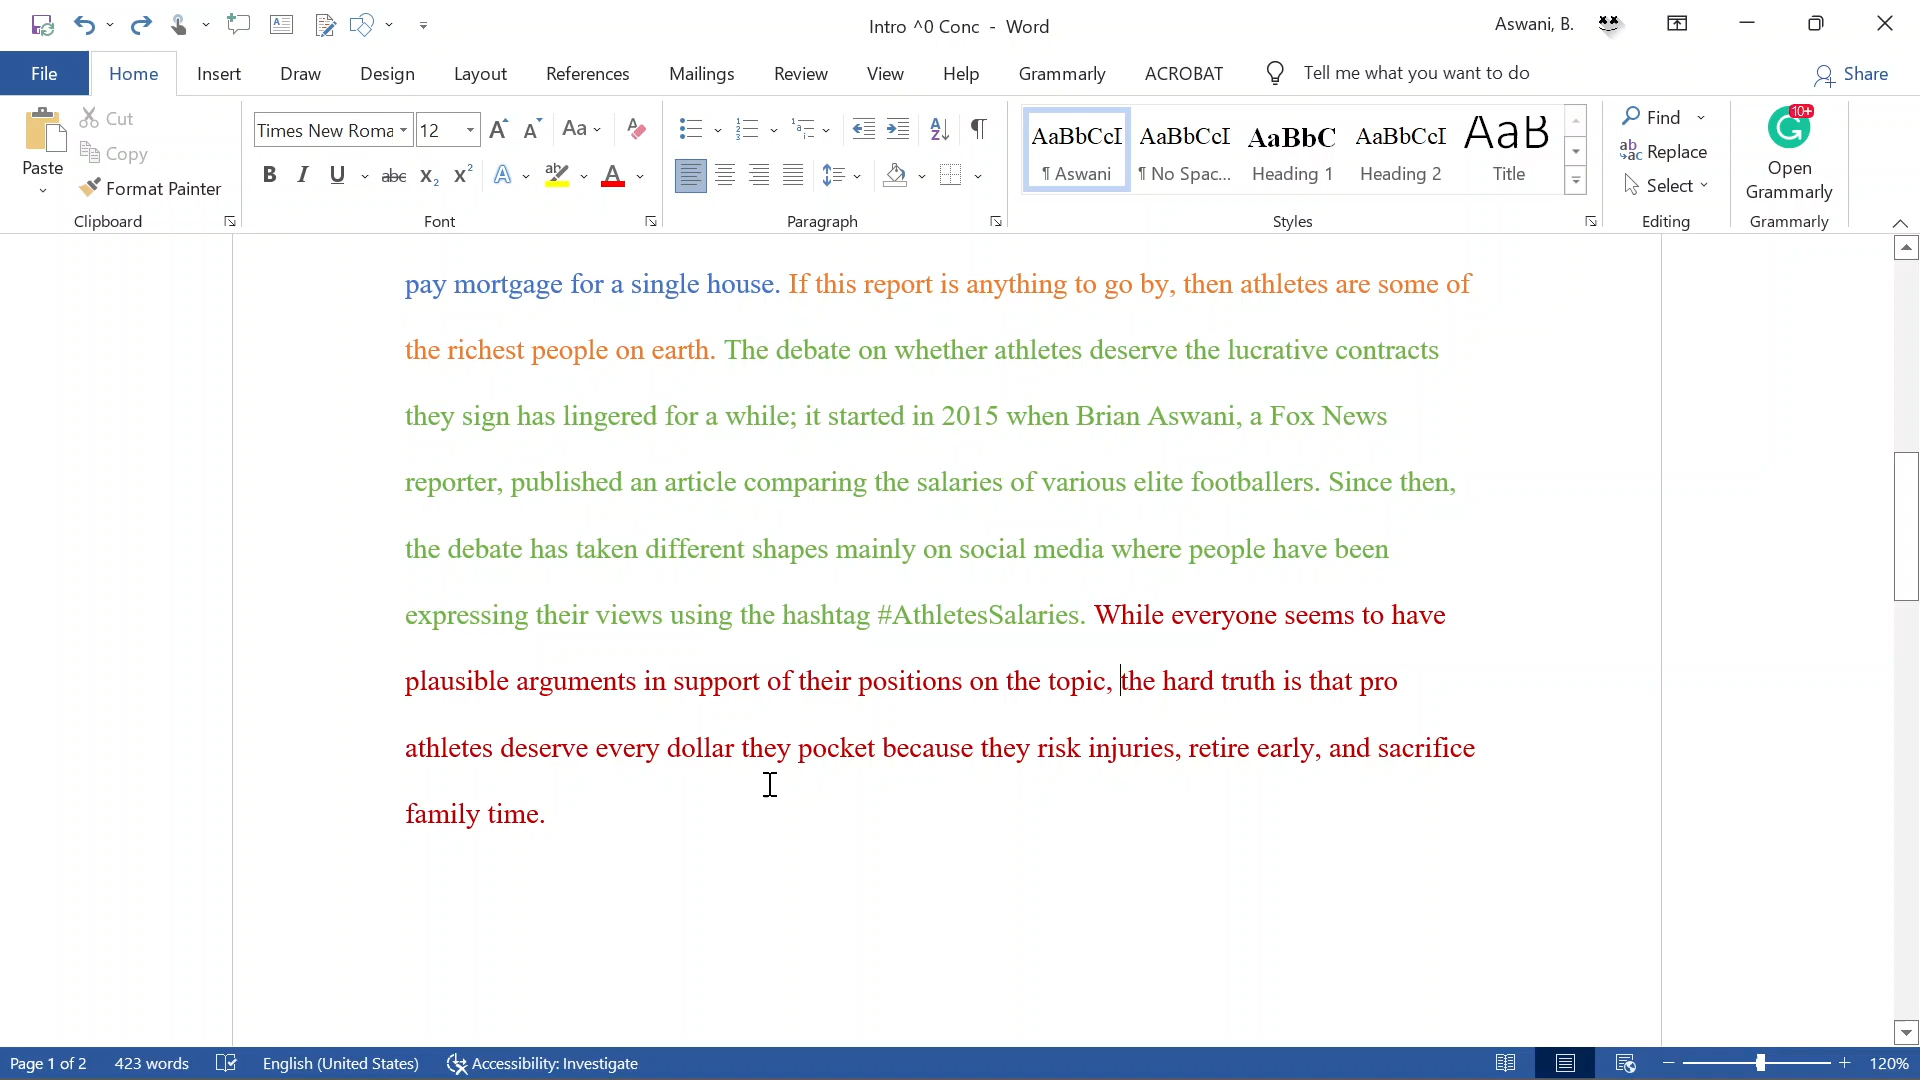 Intro ^0 Conc - Word
Aswani, B.
File Home Insert Draw Design Layout References Mailings Review View Help Grammarly ACROBAT Tell me what you want to do Share
Paste
Cut
Copy
Format Painter
Clipboard
Times New Roma 12
Font
Paragraph
AaBbCcI AaBbCcI AaBbC AaBbCcI AaB
¶ Aswani ¶ No Spac... Heading 1 Heading 2 Title
Styles
Find
Replace
Select
Editing
10+
Open
Grammarly
Grammarly
pay mortgage for a single house. If this report is anything to go by, then athletes are some of
the richest people on earth. The debate on whether athletes deserve the lucrative contracts
they sign has lingered for a while; it started in 2015 when Brian Aswani, a Fox News
reporter, published an article comparing the salaries of various elite footballers. Since then,
the debate has taken different shapes mainly on social media where people have been
expressing their views using the hashtag #AthletesSalaries. While everyone seems to have
plausible arguments in support of their positions on the topic, the hard truth is that pro
athletes deserve every dollar they pocket because they risk injuries, retire early, and sacrifice
family time.
Page 1 of 2 423 words English (United States) Accessibility: Investigate 120%